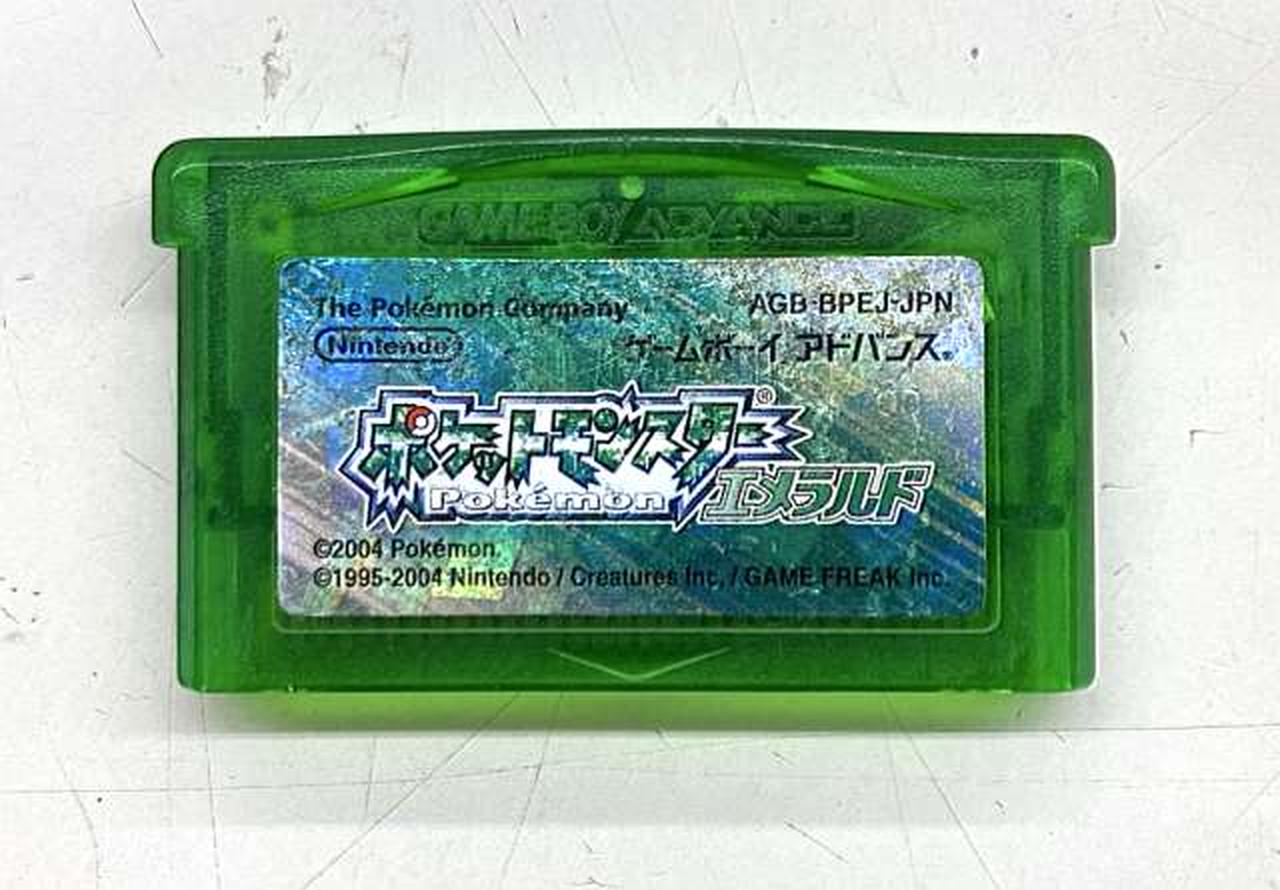 GAME BOY ADVANCE
The Pokémon Company
AGB-BPEJ-JPN
Nintendo®
ゲームボーイ アドバンス®
ポケットモンスター®
Pokémon
エメラルド
©2004 Pokémon.
©1995-2004 Nintendo / Creatures Inc. / GAME FREAK Inc.